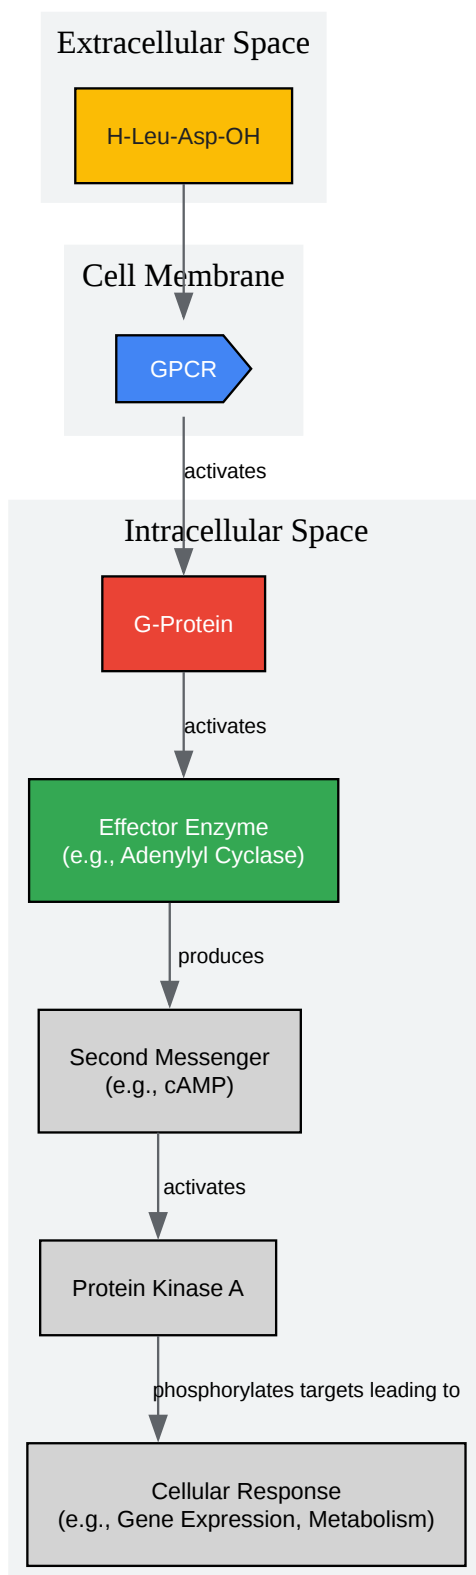 Extracellular Space
H-Leu-Asp-OH
Cell Membrane
GPCR
activates
Intracellular Space
G-Protein
activates
Effector Enzyme
(e.g., Adenylyl Cyclase)
produces
Second Messenger
(e.g., cAMP)
activates
Protein Kinase A
phosphorylates targets leading to
Cellular Response
(e.g., Gene Expression, Metabolism)